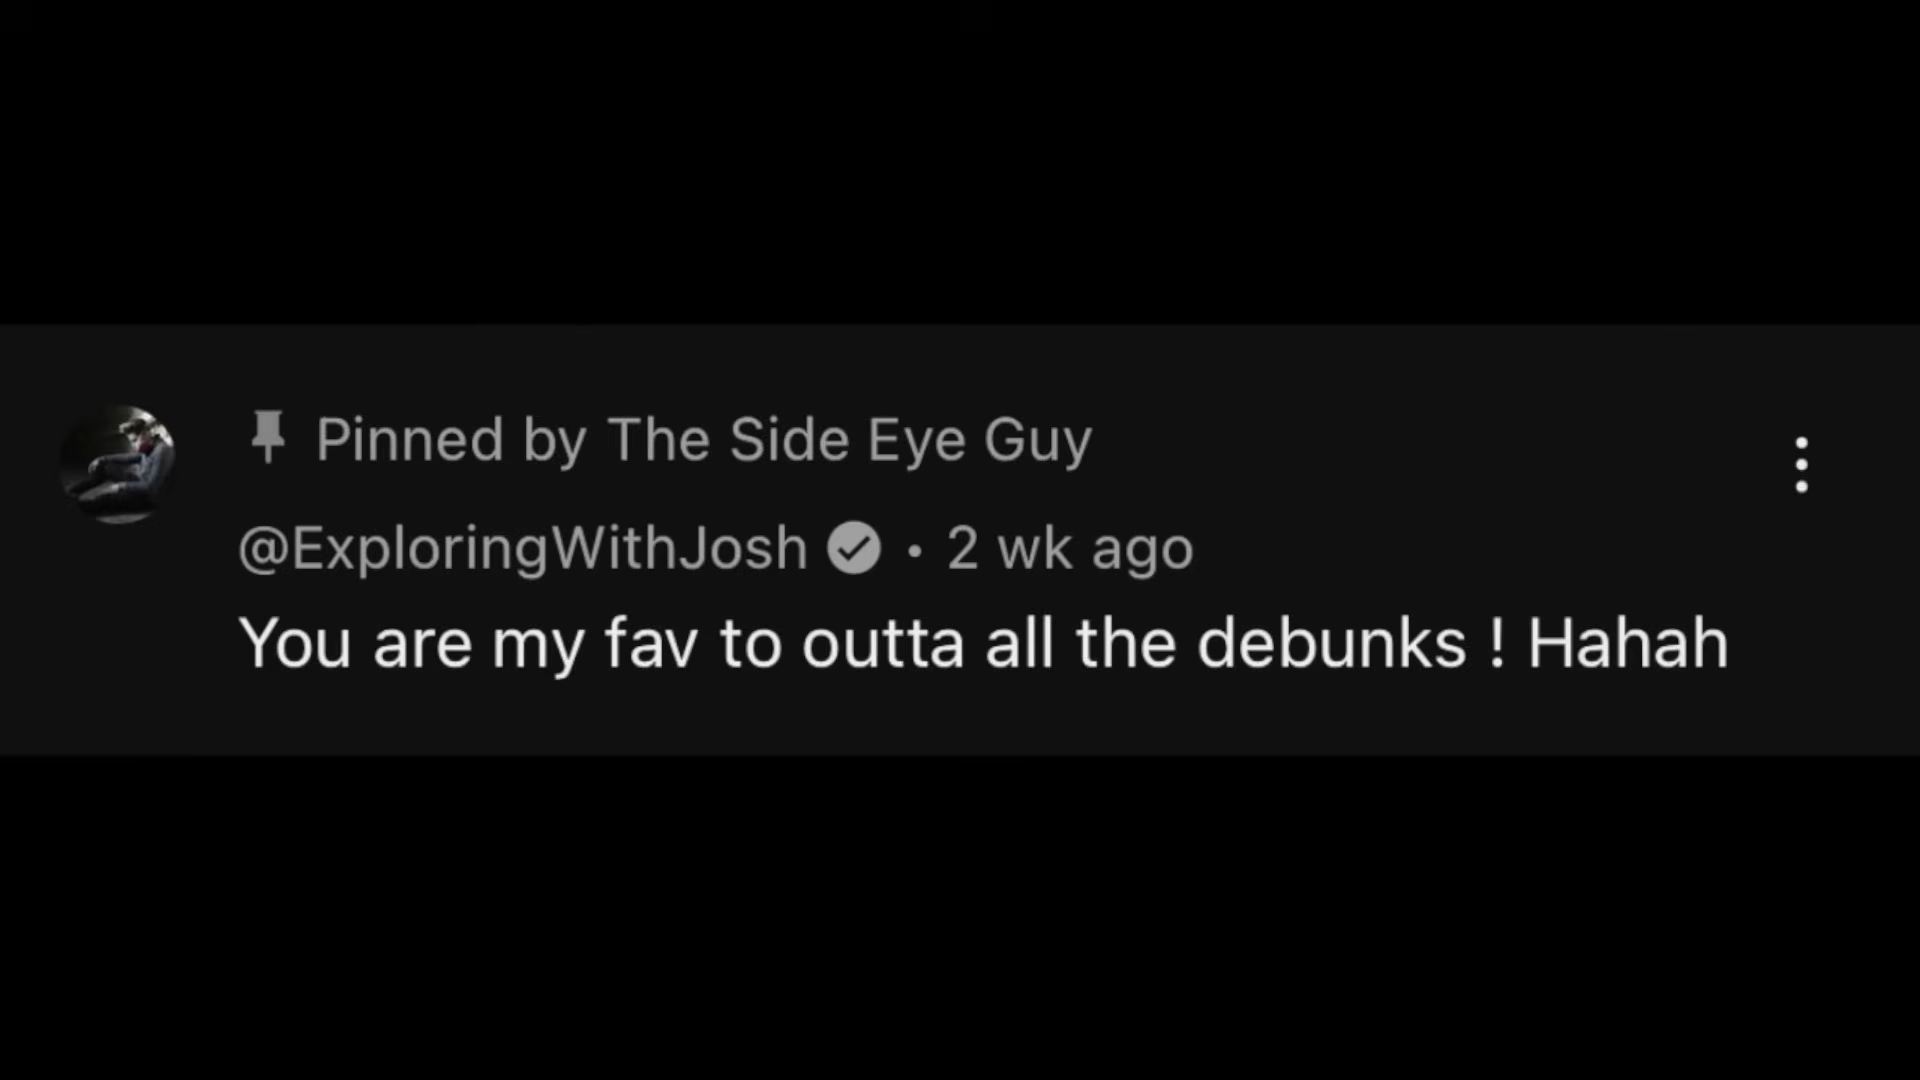 Pinned by The Side Eye Guy
@ExploringWithJosh • 2 wk ago
You are my fav to outta all the debunks ! Hahah